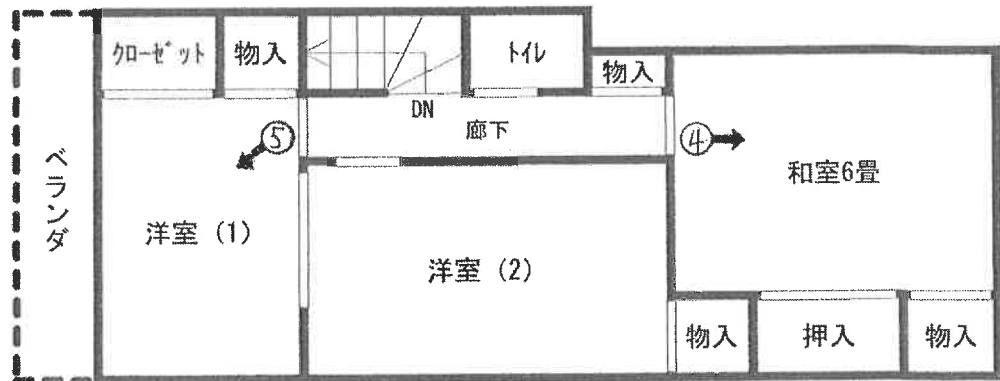 クローゼット
物入
トイレ
物入
DN
廊下
⑤
④
ベランダ
和室6畳
洋室（1）
洋室（2）
物入
押入
物入